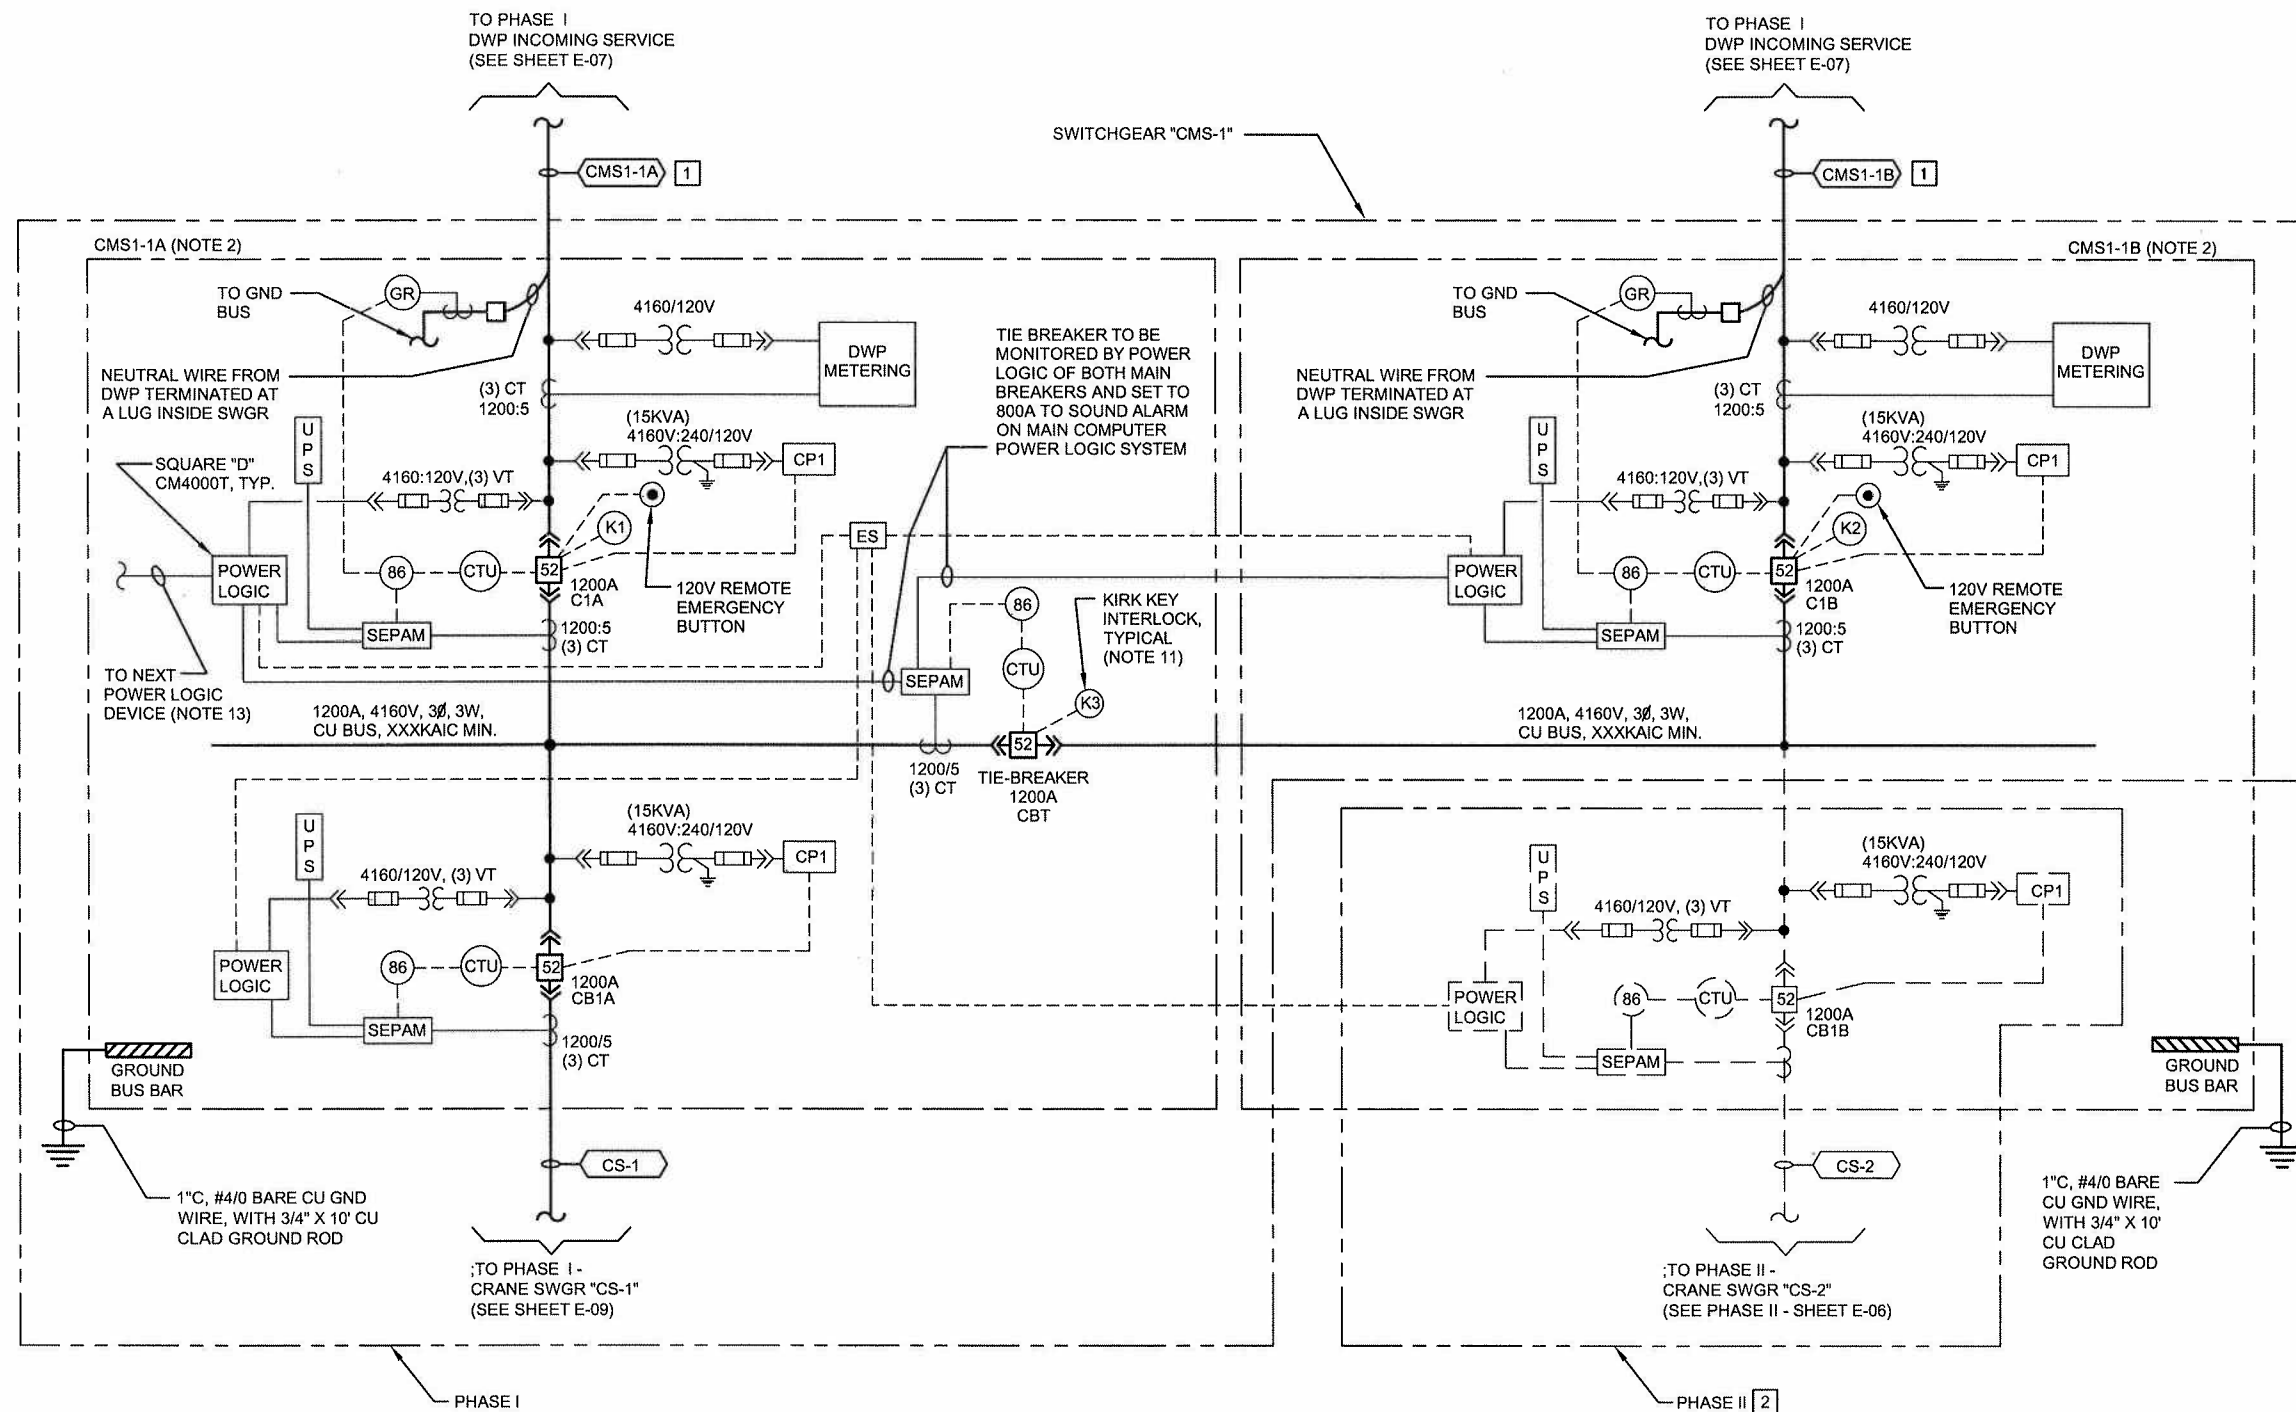 TO PHASE I
DWP INCOMING SERVICE
(SEE SHEET E-07)
TO PHASE I
DWP INCOMING SERVICE
(SEE SHEET E-07)
SWITCHGEAR "CMS-1"
CMS1-1A
1
CMS1-1B
1
CMS1-1A (NOTE 2)
GR
TO GND
BUS
4160/120V
DWP
METERING
NEUTRAL WIRE FROM
DWP TERMINATED AT
A LUG INSIDE SWGR
(3) CT
1200:5
(15KVA)
4160V:240/120V
CP1
UPS
SQUARE "D"
CM4000T, TYP.
4160:120V,(3) VT
K1
POWER
LOGIC
86
CTU
52
1200A
C1A
120V REMOTE
EMERGENCY
BUTTON
SEPAM
1200:5
(3) CT
TO NEXT
POWER LOGIC
DEVICE (NOTE 13)
1200A, 4160V, 3Ø, 3W,
CU BUS, XXXKAIC MIN.
TIE BREAKER TO BE
MONITORED BY POWER
LOGIC OF BOTH MAIN
BREAKERS AND SET TO
800A TO SOUND ALARM
ON MAIN COMPUTER
POWER LOGIC SYSTEM
ES
86
KIRK KEY
INTERLOCK,
TYPICAL
(NOTE 11)
CTU
SEPAM
K3
52
1200/5
(3) CT
TIE-BREAKER
1200A
CBT
UPS
(15KVA)
4160V:240/120V
CP1
4160/120V, (3) VT
POWER
LOGIC
86
CTU
52
1200A
CB1A
SEPAM
1200/5
(3) CT
GROUND
BUS BAR
1"C, #4/0 BARE CU GND
WIRE, WITH 3/4" X 10' CU
CLAD GROUND ROD
CS-1
;TO PHASE I -
CRANE SWGR "CS-1"
(SEE SHEET E-09)
PHASE I
CMS1-1B (NOTE 2)
GR
TO GND
BUS
4160/120V
DWP
METERING
NEUTRAL WIRE FROM
DWP TERMINATED AT
A LUG INSIDE SWGR
(3) CT
1200:5
(15KVA)
4160V:240/120V
CP1
UPS
4160:120V,(3) VT
K2
POWER
LOGIC
86
CTU
52
1200A
C1B
120V REMOTE
EMERGENCY
BUTTON
SEPAM
1200:5
(3) CT
1200A, 4160V, 3Ø, 3W,
CU BUS, XXXKAIC MIN.
UPS
(15KVA)
4160V:240/120V
CP1
4160/120V, (3) VT
POWER
LOGIC
86
CTU
52
1200A
CB1B
SEPAM
GROUND
BUS BAR
CS-2
1"C, #4/0 BARE
CU GND WIRE,
WITH 3/4" X 10'
CU CLAD
GROUND ROD
;TO PHASE II -
CRANE SWGR "CS-2"
(SEE PHASE II - SHEET E-06)
PHASE II 2